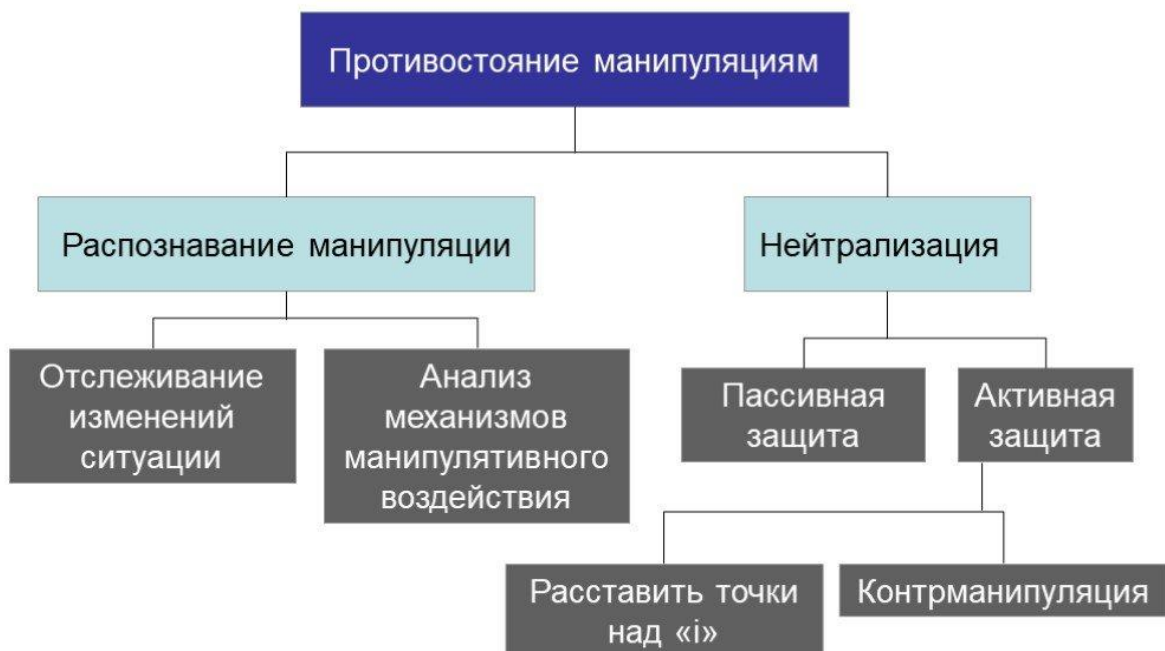 Противостояние манипуляциям
Распознавание манипуляции
Нейтрализация
Отслеживание
изменений
ситуации
Анализ
механизмов
манипулятивного
воздействия
Пассивная
защита
Активная
защита
Расставить точки
над «i»
Контрманипуляция